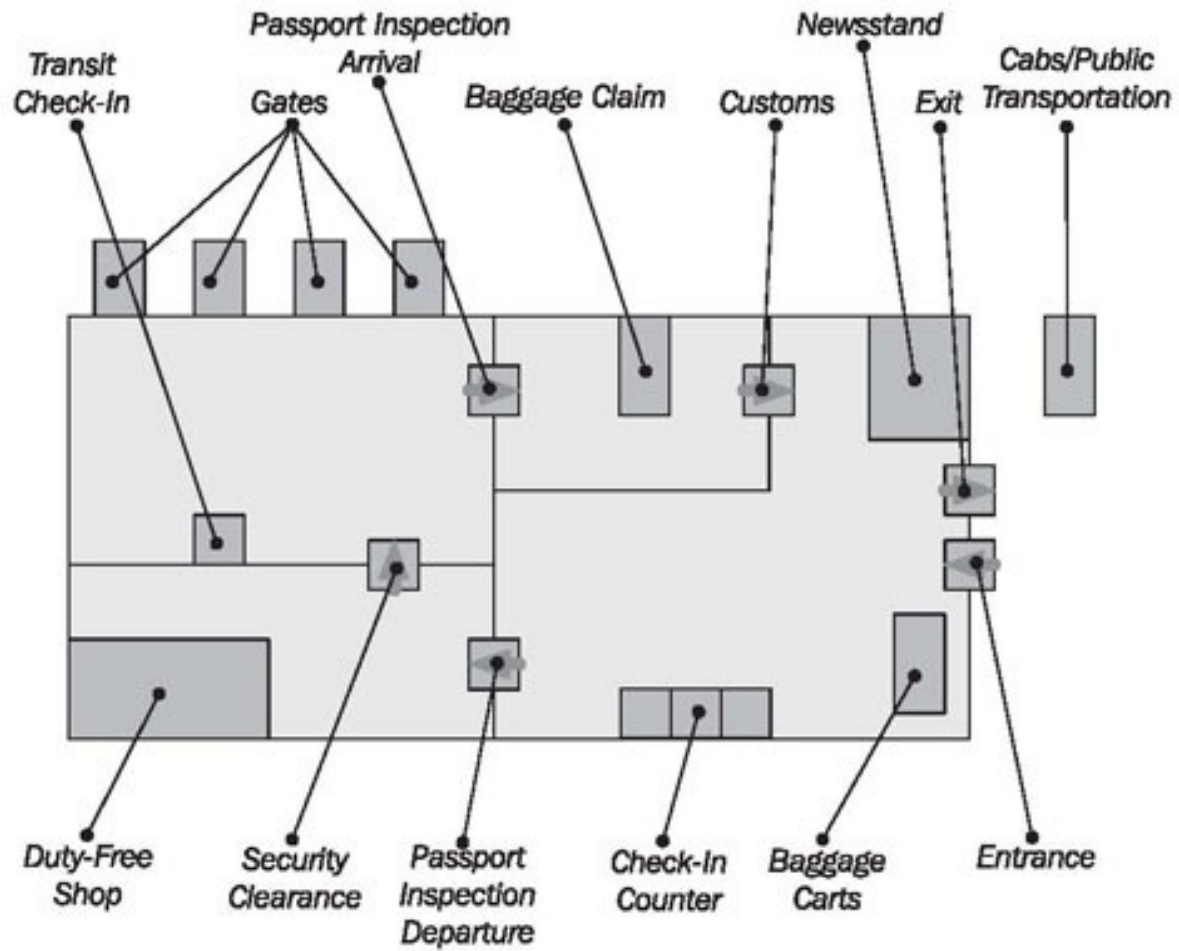 Passport Inspection
Arrival
Newsstand
Transit
Check-In
Gates
Baggage Claim
Customs
Exit
Cabs/Public
Transportation
Duty-Free
Shop
Security
Clearance
Passport
Inspection
Departure
Check-In
Counter
Baggage
Carts
Entrance